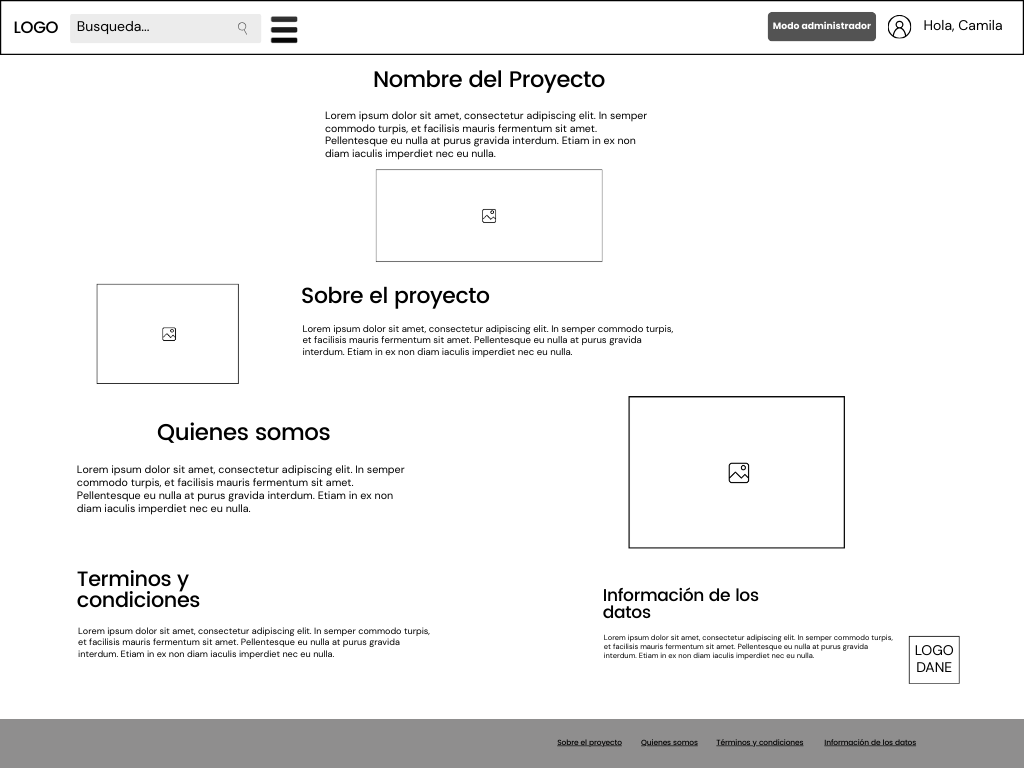 LOGO
Busqueda...
Modo administrador
Hola, Camila
Nombre del Proyecto
Lorem ipsum dolor sit amet, consectetur adipiscing elit. In semper
commodo turpis, et facilisis mauris fermentum sit amet.
Pellentesque eu nulla at purus gravida interdum. Etiam in ex non
diam iaculis imperdiet nec eu nulla.
Sobre el proyecto
Lorem ipsum dolor sit amet, consectetur adipiscing elit. In semper commodo turpis,
et facilisis mauris fermentum sit amet. Pellentesque eu nulla at purus gravida
interdum. Etiam in ex non diam iaculis imperdiet nec eu nulla.
Quienes somos
Lorem ipsum dolor sit amet, consectetur adipiscing elit. In semper
commodo turpis, et facilisis mauris fermentum sit amet.
Pellentesque eu nulla at purus gravida interdum. Etiam in ex non
diam iaculis imperdiet nec eu nulla.
Terminos y
condiciones
Lorem ipsum dolor sit amet, consectetur adipiscing elit. In semper commodo turpis,
et facilisis mauris fermentum sit amet. Pellentesque eu nulla at purus gravida
interdum. Etiam in ex non diam iaculis imperdiet nec eu nulla.
Información de los
datos
Lorem ipsum dolor sit amet, consectetur adipiscing elit. In semper commodo turpis,
et facilisis mauris fermentum sit amet. Pellentesque eu nulla at purus gravida
interdum. Etiam in ex non diam iaculis imperdiet nec eu nulla.
LOGO
DANE
Sobre el proyecto
Quienes somos
Términos y condiciones
Información de los datos